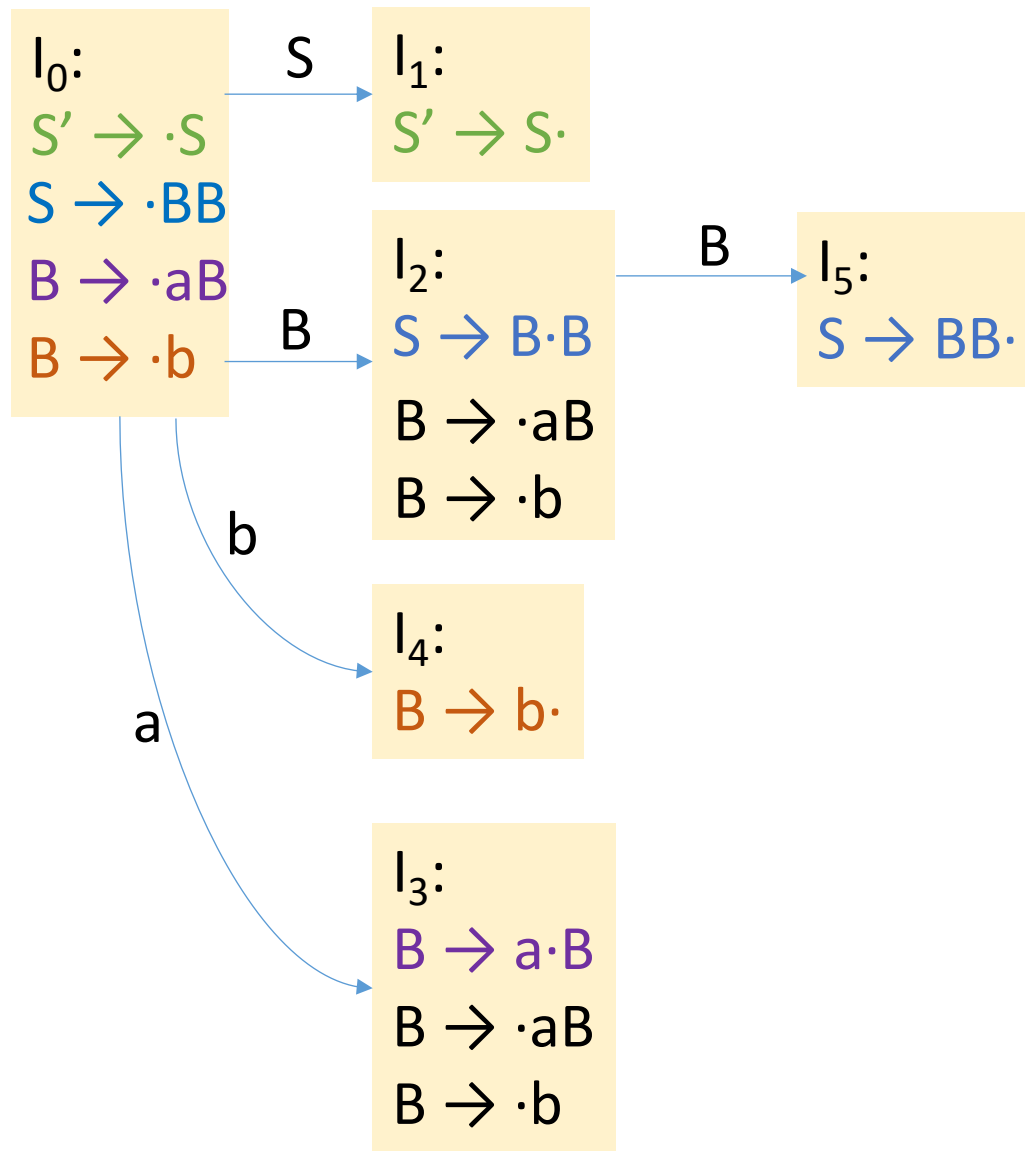 I₀:
S’ → ·S
S → ·BB
B → ·aB
B → ·b
S
I₁:
S’ → S·
B
I₂:
S → B·B
B → ·aB
B → ·b
B
I₅:
S → BB·
b
I₄:
B → b·
a
I₃:
B → a·B
B → ·aB
B → ·b